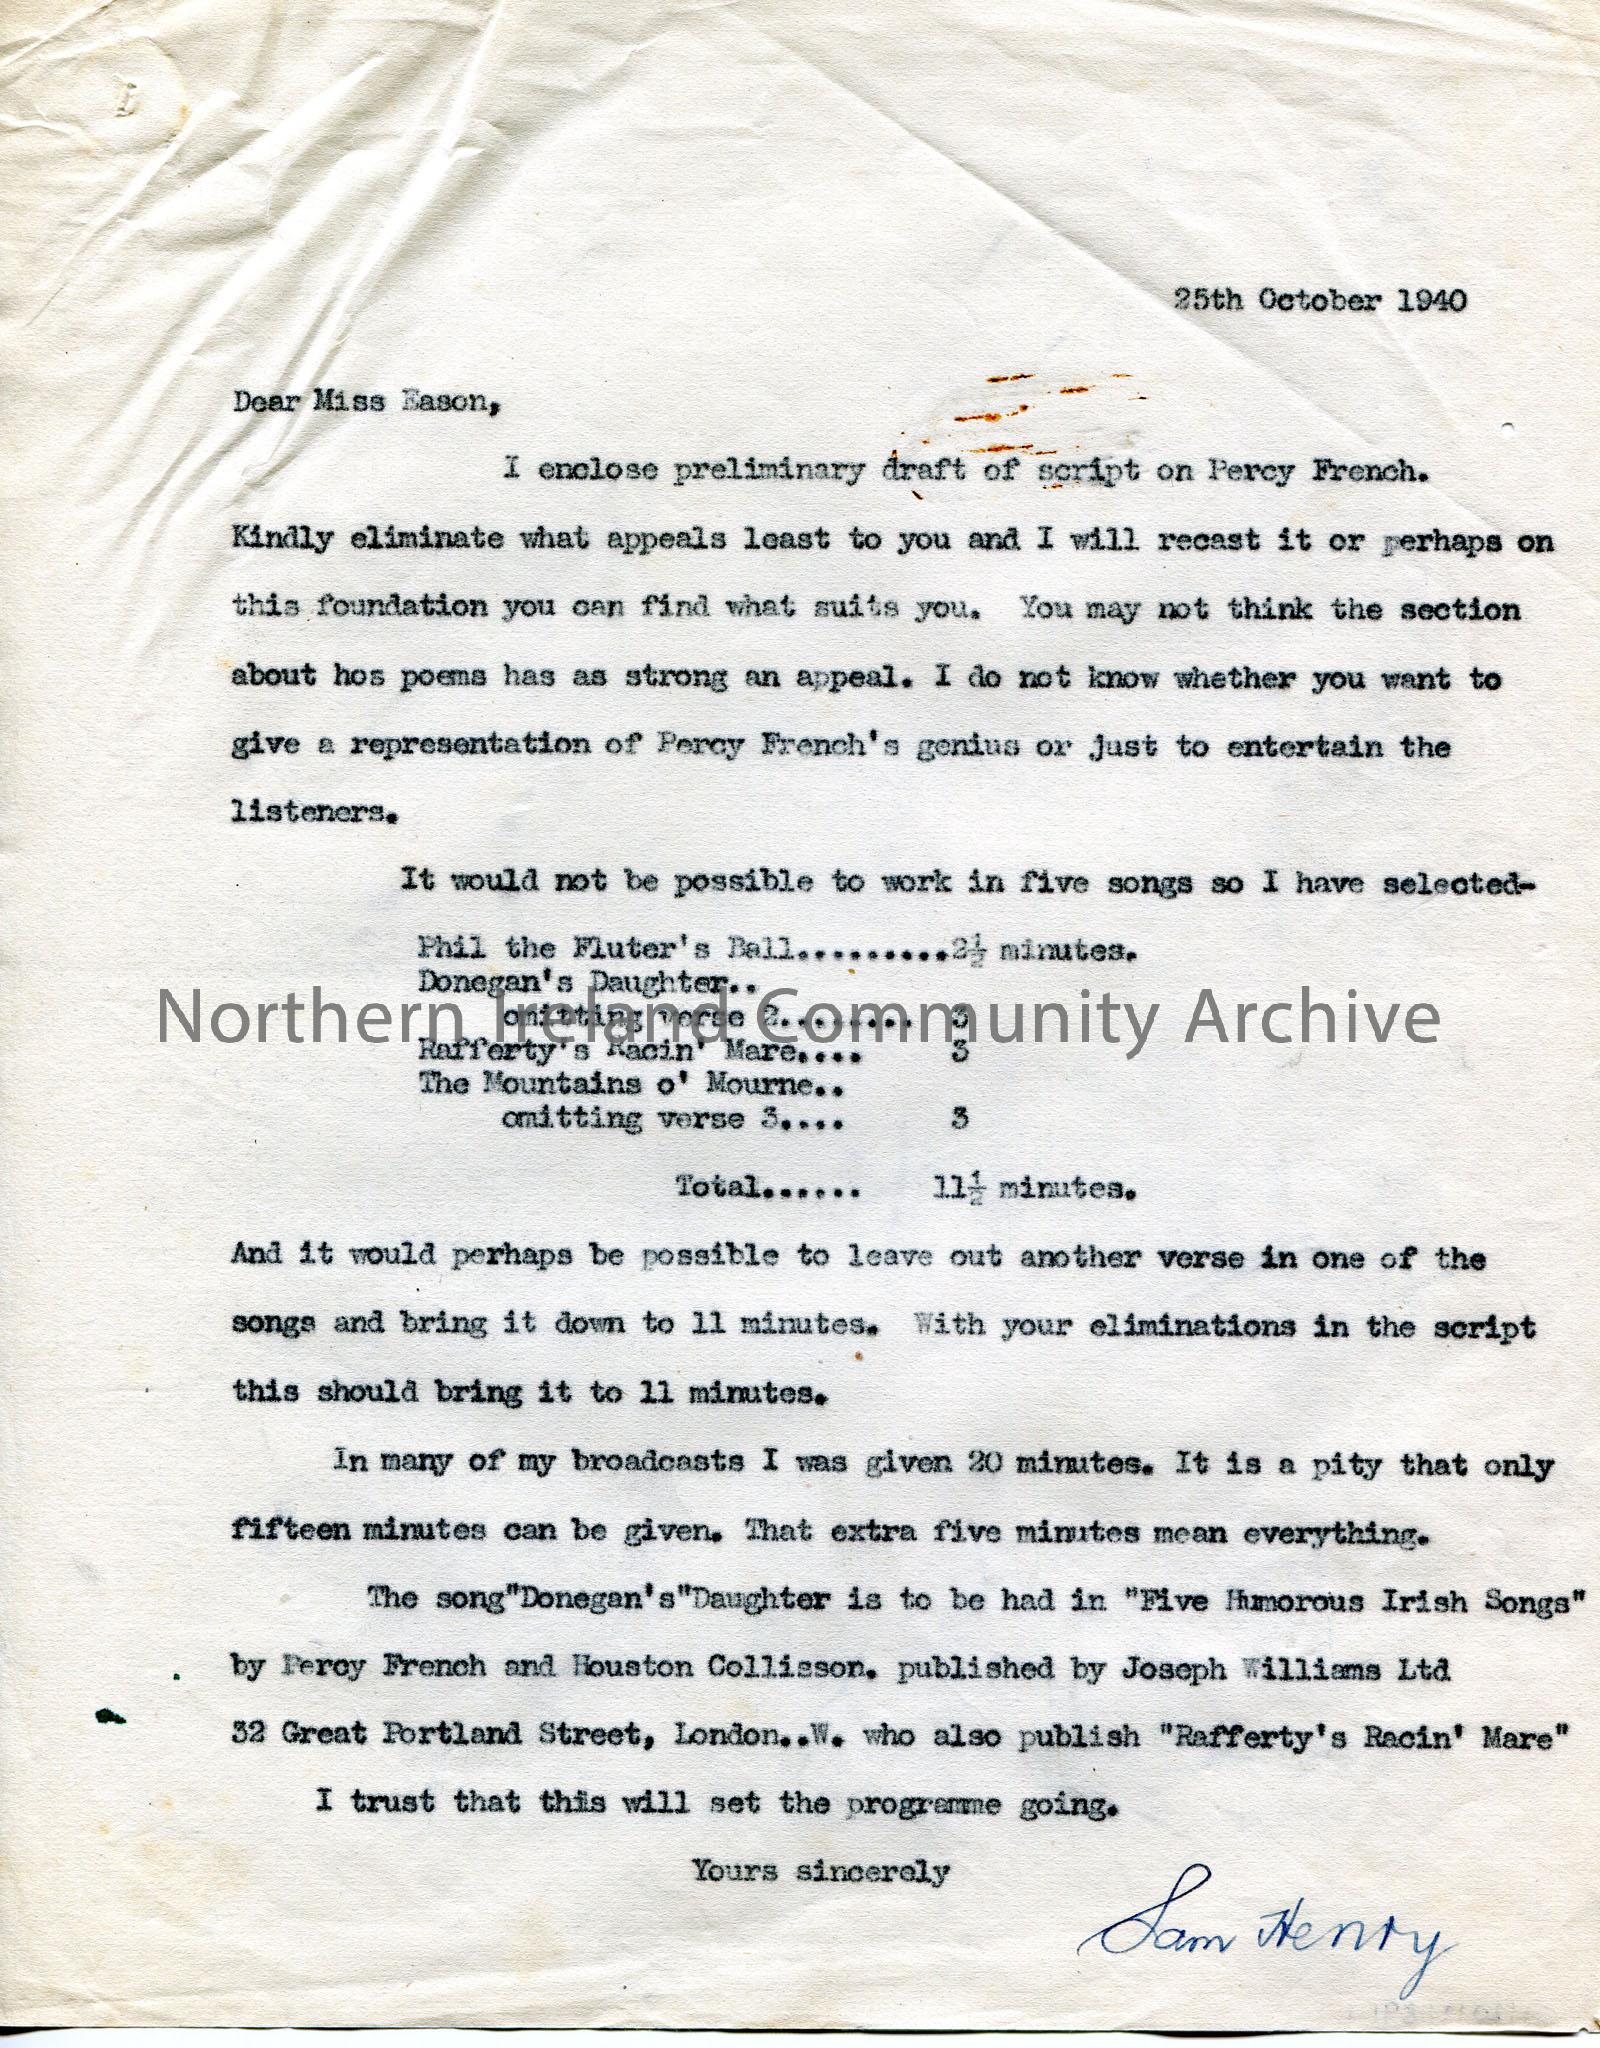 25th October 1940
Dear Miss Eason,
I enclose preliminary draft of script on Percy French.
Kindly eliminate what appeals least to you and I will recast it or perhaps on
this foundation you can find what suits you. You may not think the section
about hos poems has as strong an appeal. I do not know whether you want to
give a representation of Percy French's genius or just to entertain the
listeners.
It would not be possible to work in five songs so I have selected-
Phil the Fluter's Ball.........2½ minutes.
Donegan's Daughter..
omitting verse 2........ 3
Northern Ireland Community Archive
Rafferty's Racin' Mare.... 3
The Mountains o' Mourne..
omitting verse 3.... 3
Total...... 11½ minutes.
And it would perhaps be possible to leave out another verse in one of the
songs and bring it down to 11 minutes. With your eliminations in the script
this should bring it to 11 minutes.
In many of my broadcasts I was given 20 minutes. It is a pity that only
fifteen minutes can be given. That extra five minutes mean everything.
The song"Donegan's"Daughter is to be had in "Five Humorous Irish Songs"
by Percy French and Houston Collisson. published by Joseph Williams Ltd
32 Great Portland Street, London..W. who also publish "Rafferty's Racin' Mare"
I trust that this will set the programme going.
Yours sincerely
Sam Henry